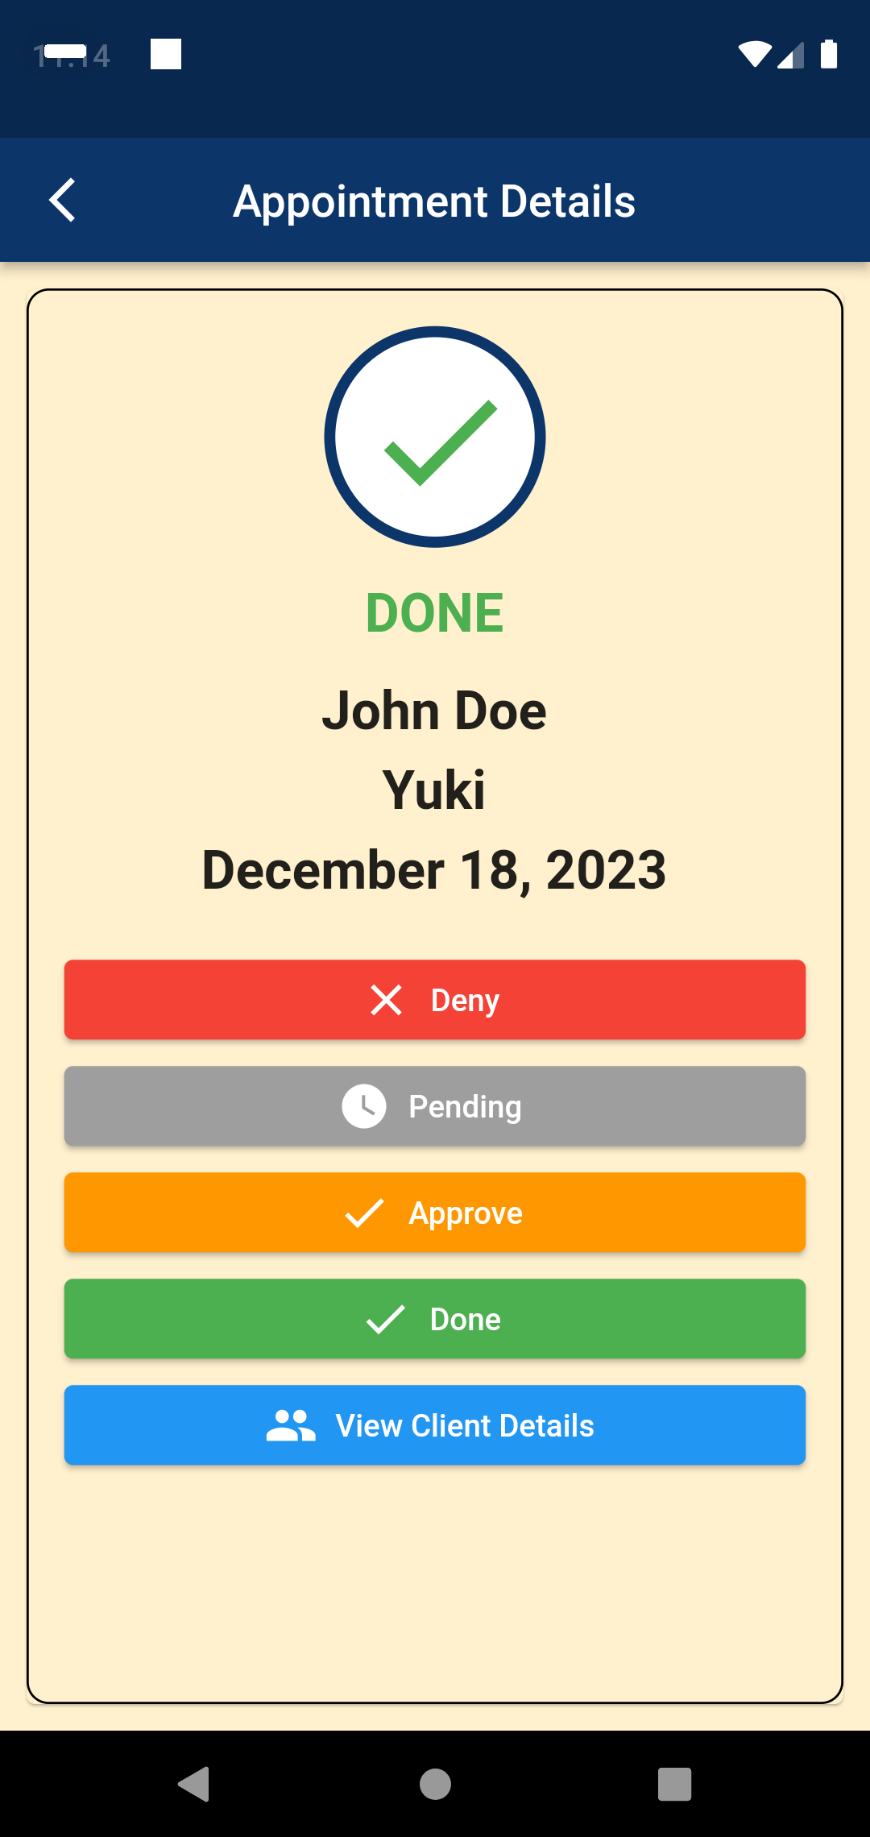 Appointment Details
DONE
John Doe
Yuki
December 18, 2023
Deny
Pending
Approve
Done
View Client Details